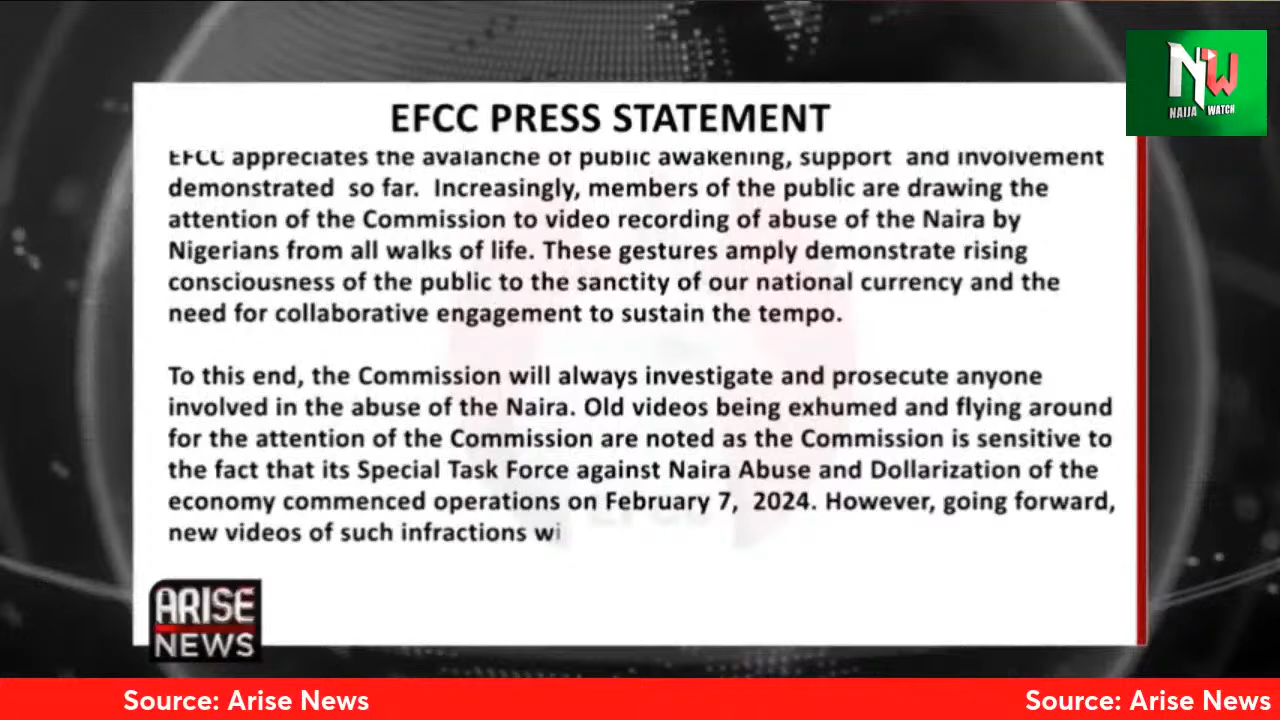 NW
NAIJA WATCH
EFCC PRESS STATEMENT
EFCC appreciates the avalanche of public awakening, support and involvement
demonstrated so far. Increasingly, members of the public are drawing the
attention of the Commission to video recording of abuse of the Naira by
Nigerians from all walks of life. These gestures amply demonstrate rising
consciousness of the public to the sanctity of our national currency and the
need for collaborative engagement to sustain the tempo.
To this end, the Commission will always investigate and prosecute anyone
involved in the abuse of the Naira. Old videos being exhumed and flying around
for the attention of the Commission are noted as the Commission is sensitive to
the fact that its Special Task Force against Naira Abuse and Dollarization of the
economy commenced operations on February 7, 2024. However, going forward,
new videos of such infractions wi
ARISE
NEWS
Source: Arise News
Source: Arise News